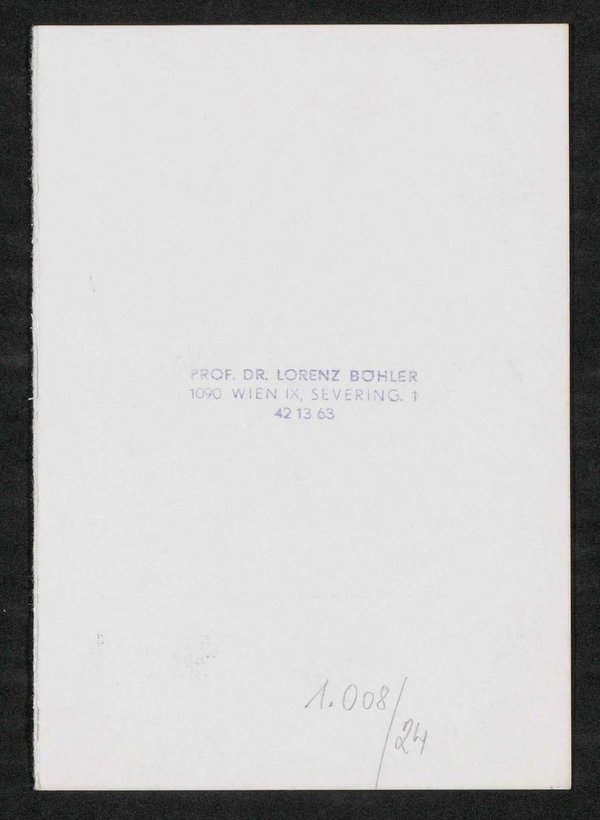 PROF. DR. LORENZ BÖHLER
1090 WIEN IX, SEVERING. 1
42 13 63
1.008/24